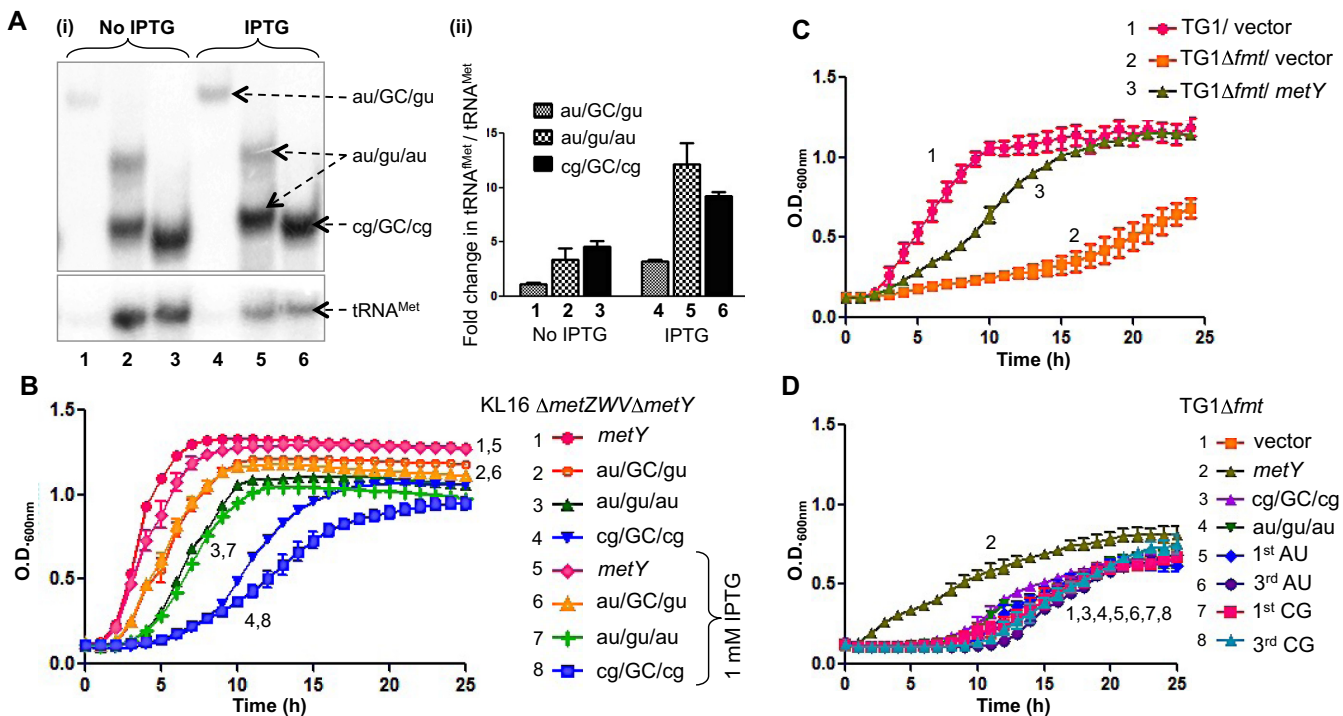 A
(i)
No IPTG
IPTG
au/GC/gu
au/gu/au
cg/GC/cg
tRNAMet
1 2 3 4 5 6
(ii)
Fold change in tRNAfMet/ tRNAMet
15
10
5
0
au/GC/gu
au/gu/au
cg/GC/cg
1 2 3 4 5 6
No IPTG IPTG
C
1 TG1/ vector
2 TG1Δfmt/ vector
3 TG1Δfmt/ metY
O.D.600nm
1.5
1.0
0.5
0.0
1
3
2
0 5 10 15 20 25
Time (h)
B
KL16 ΔmetZWVΔmetY
O.D.600nm
1.5
1.0
0.5
0.0
1,5
2,6
3,7
4,8
0 5 10 15 20 25
Time (h)
1 metY
2 au/GC/gu
3 au/gu/au
4 cg/GC/cg
5 metY
6 au/GC/gu
7 au/gu/au
8 cg/GC/cg
1 mM IPTG
D
TG1Δfmt
O.D.600nm
1.5
1.0
0.5
0.0
2
1,3,4,5,6,7,8
0 5 10 15 20 25
Time (h)
1 vector
2 metY
3 cg/GC/cg
4 au/gu/au
5 1st AU
6 3rd AU
7 1st CG
8 3rd CG